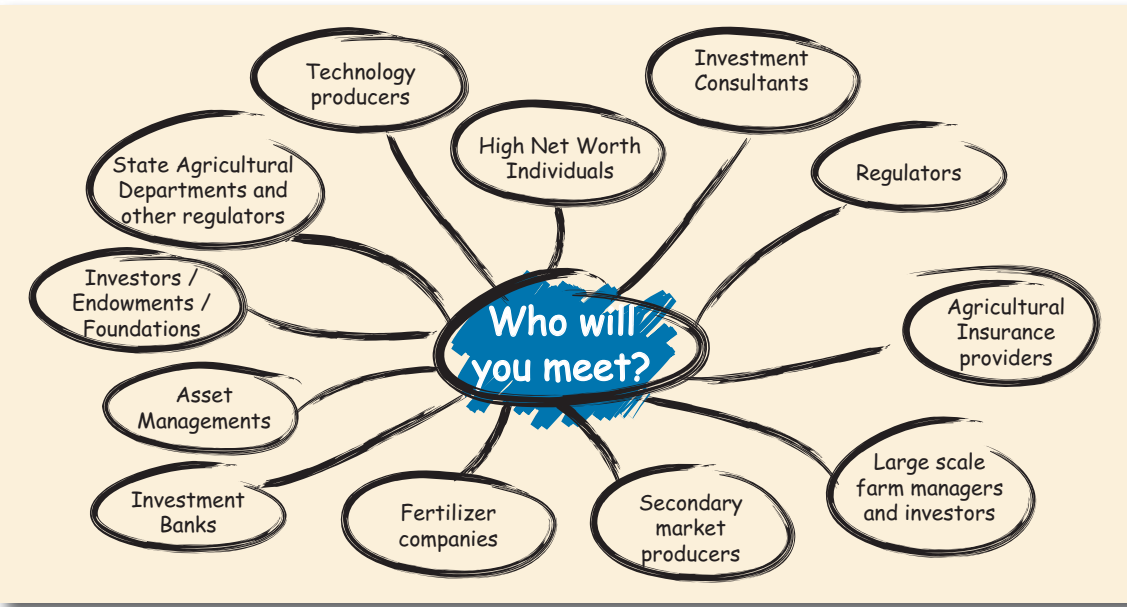 Technology
producers
Investment
Consultants
High Net Worth
Individuals
State Agricultural
Departments and
other regulators
Regulators
Investors /
Endowments /
Foundations
Who will
you meet?
Agricultural
Insurance
providers
Asset
Managements
Investment
Banks
Fertilizer
companies
Secondary
market
producers
Large scale
farm managers
and investors